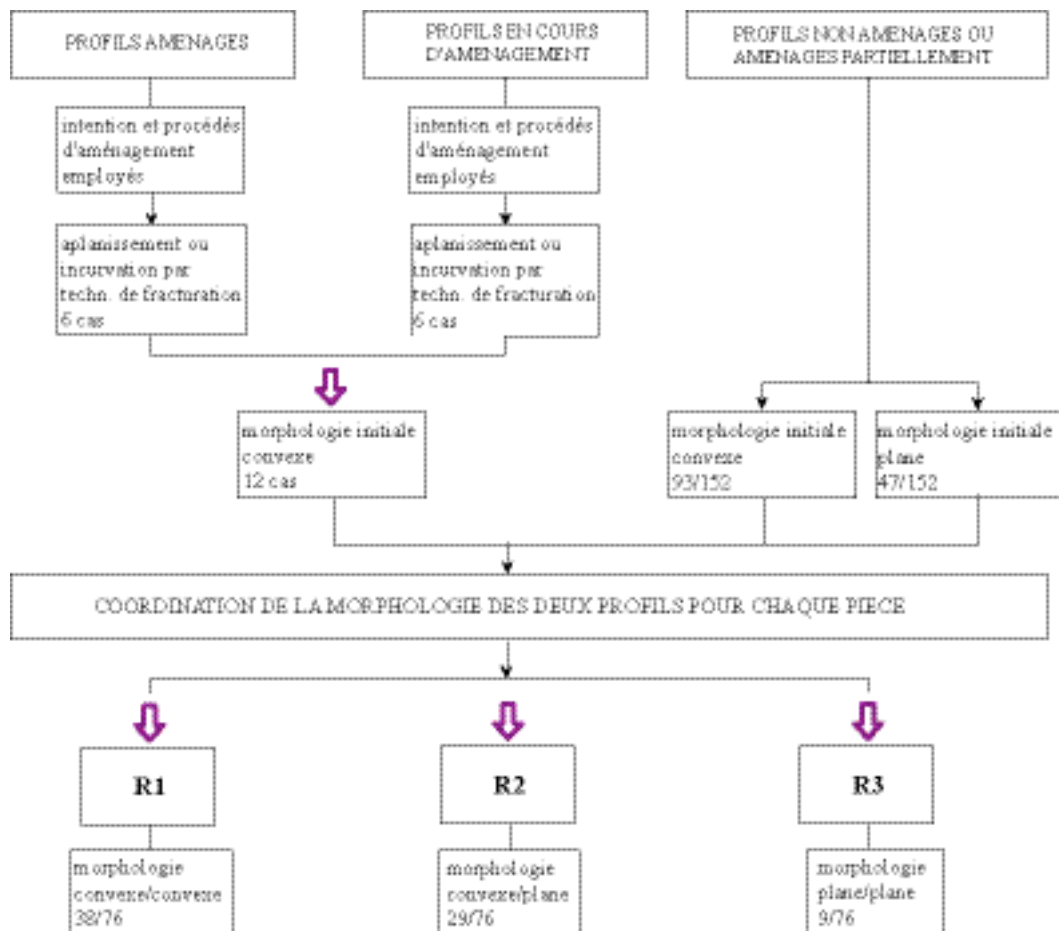 PROFILS AMENAGES
PROFILS EN COURS
D'AMENAGEMENT
PROFILS NON AMENAGES OU
AMENAGES PARTIELLEMENT
intention et procédés
d'aménagement
employés
intention et procédés
d'aménagement
employés
aplanissement ou
incurvation par
techn. de fracturation
6 cas
aplanissement ou
incurvation par
techn. de fracturation
6 cas
morphologie initiale
convexe
12 cas
morphologie initiale
convexe
93/152
morphologie initiale
plane
47/152
COORDINATION DE LA MORPHOLOGIE DES DEUX PROFILS POUR CHAQUE PIECE
R1
R2
R3
morphologie
convexe/convexe
38/76
morphologie
convexe/plane
29/76
morphologie
plane/plane
9/76